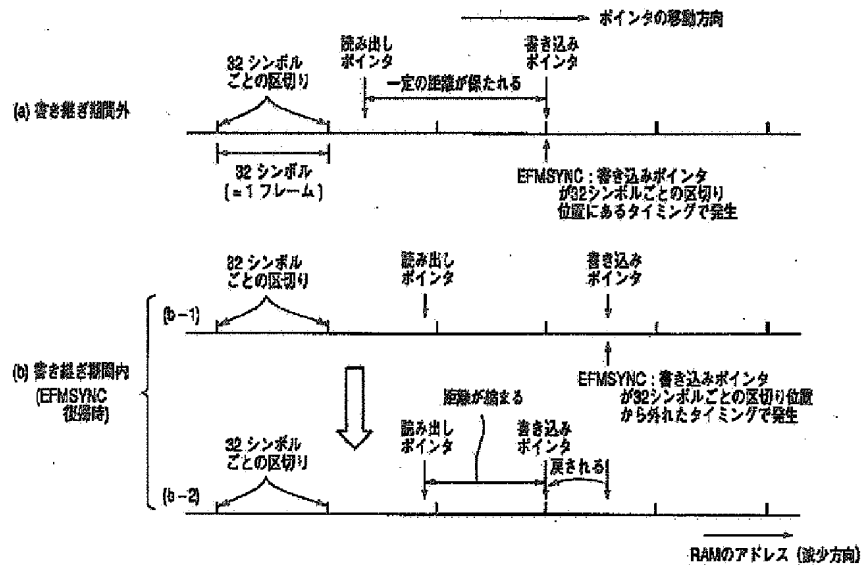 ポインタの移動方向
読み出し
ポインタ
書き込み
ポインタ
32 シンボル
ごとの区切り
一定の距離が保たれる
(a) 書き継ぎ期間外
32 シンボル
(= 1 フレーム)
EFMSYNC : 書き込みポインタ
が32シンボルごとの区切り
位置にあるタイミングで発生
32 シンボル
ごとの区切り
読み出し
ポインタ
書き込み
ポインタ
(b-1)
(b) 書き継ぎ期間内
(EFMSYNC
復帰時)
EFMSYNC : 書き込みポインタ
が32シンボルごとの区切り位置
から外れたタイミングで発生
距離が縮まる
読み出し
ポインタ
書き込み
ポインタ
戻される
32 シンボル
ごとの区切り
(b-2)
RAMのアドレス (減少方向)